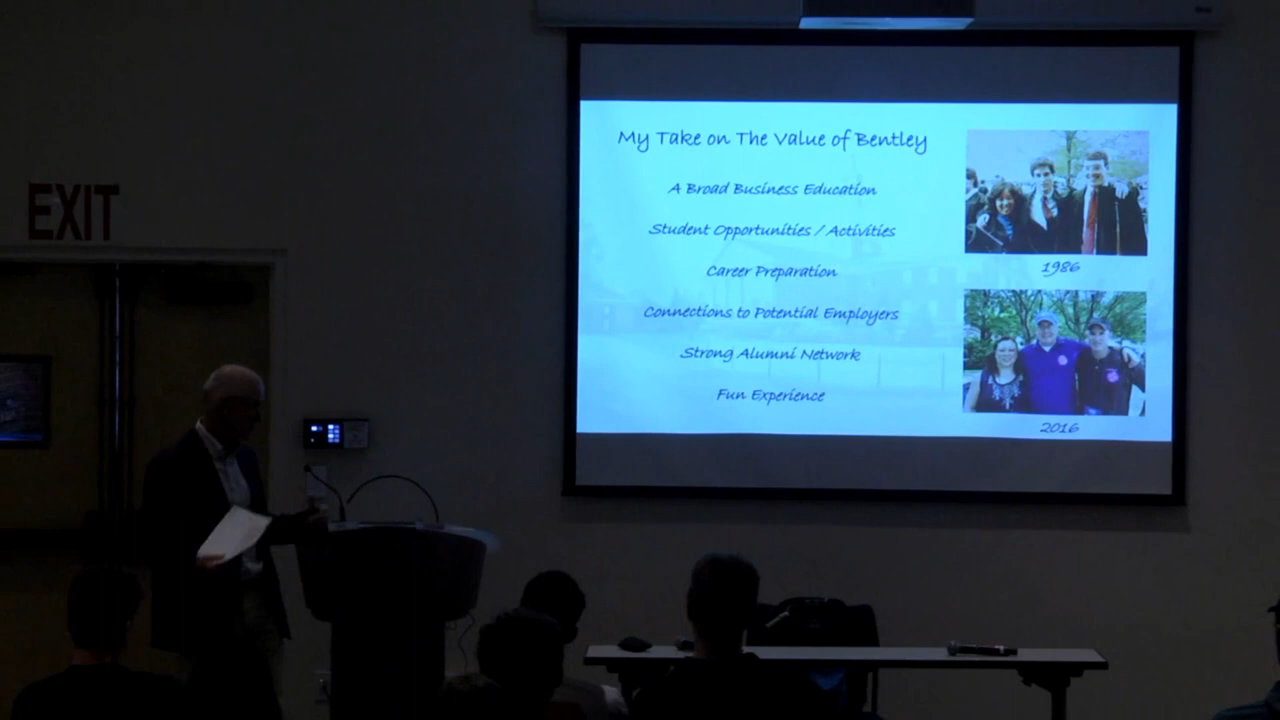 EXIT
My Take on The Value of Bentley
A Broad Business Education
Student Opportunities / Activities
Career Preparation
Connections to Potential Employers
Strong Alumni Network
Fun Experience
1986
2016